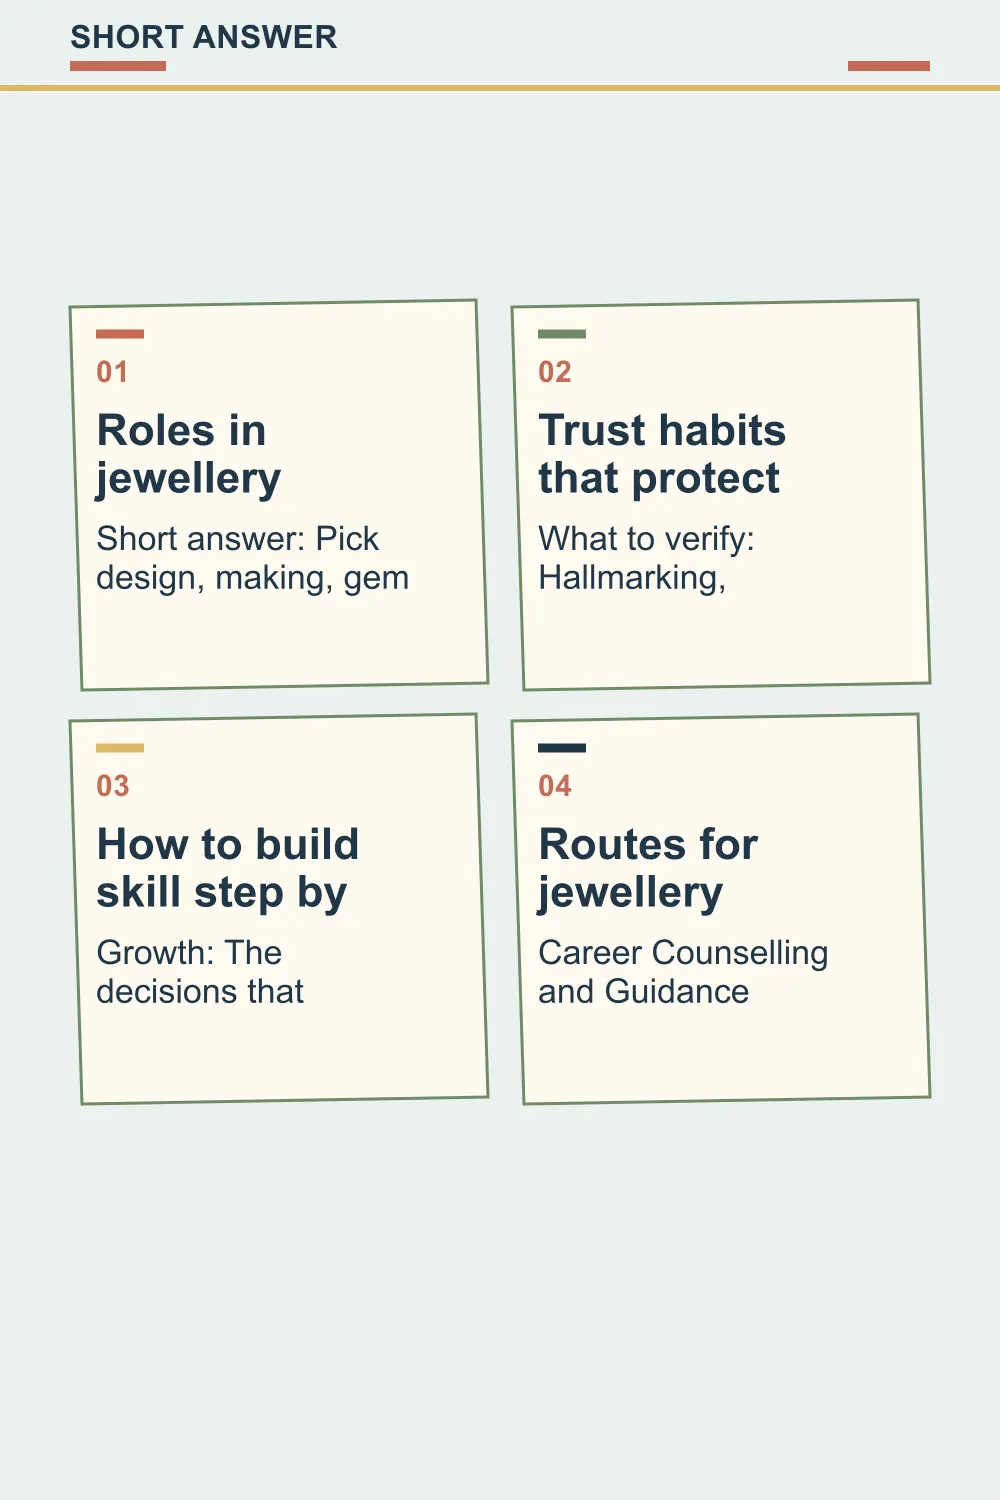 SHORT ANSWER
01
Roles in
jewellery
Short answer: Pick
design, making, gem
02
Trust habits
that protect
What to verify:
Hallmarking,
03
How to build
skill step by
Growth: The
decisions that
04
Routes for
jewellery
Career Counselling
and Guidance